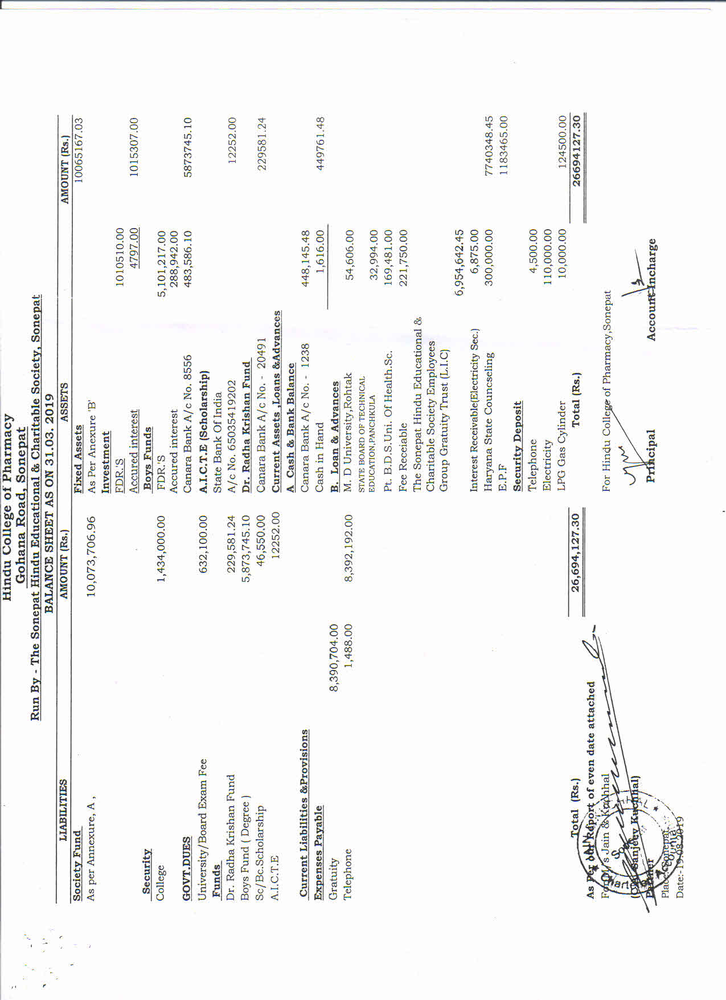 Hindu College of Pharmacy
Gohana Road, Sonepat
Run By - The Sonepat Hindu Educational & Charitable Society, Sonepat
BALANCE SHEET AS ON 31.03. 2019
LIABILITIES AMOUNT (Rs.) ASSETS AMOUNT (Rs.)
Society Fund Fixed Assets 10065167.03
As per Annexure, A , 10,073,706.96 As Per Anexure 'B'
Investment
FDR.'S 1010510.00
Accured interest 4797.00 1015307.00
Security Boys Funds
College 1,434,000.00 FDR.'S 5,101,217.00
Accured interest 288,942.00
GOVT.DUES Canara Bank A/c No. 8556 483,586.10 5873745.10
University/Board Exam Fee 632,100.00 A.I.C.T.E (Scholarship)
Funds State Bank Of India
Dr. Radha Krishan Fund 229,581.24 A/c No. 65035419202 12252.00
Boys Fund ( Degree ) 5,873,745.10 Dr. Radha Krishan Fund
Sc/Bc.Scholarship 46,550.00 Canara Bank A/c No. - 20491 229581.24
A.I.C.T.E 12252.00 Current Assets ,Loans &Advances
A Cash & Bank Balance
Current Liabilities &Provisions Canara Bank A/c No. - 1238 448,145.48
Expenses Payable Cash in Hand 1,616.00 449761.48
Gratuity 8,390,704.00 B. Loan & Advances
Telephone 1,488.00 8,392,192.00 M. D University,Rohtak 54,606.00
STATE BOARD OF TECHNICAL
EDUCATION,PANCHKULA 32,994.00
Pt. B.D.S.Uni. Of Health.Sc. 169,481.00
Fee Receiable 221,750.00
The Sonepat Hindu Educational &
Charitable Society Employees
Group Gratuity Trust (L.I.C)
6,954,642.45
Interest Receivable(Electricity Sec.) 6,875.00
Haryana State Councseling 300,000.00 7740348.45
E.P.F 1183465.00
Security Deposit
Telephone 4,500.00
Electricity 110,000.00
LPG Gas Cylinder 10,000.00 124500.00
Total (Rs.) 26,694,127.30 Total (Rs.) 26694127.30
As Per our Report of even date attached
For M/s Jain & Kuchhal For Hindu College of Pharmacy,Sonepat
(CA. Sanjeev Kuchhal)
Partner Principal Account Incharge
Place:-Sonepat
Date:-19.08.2019